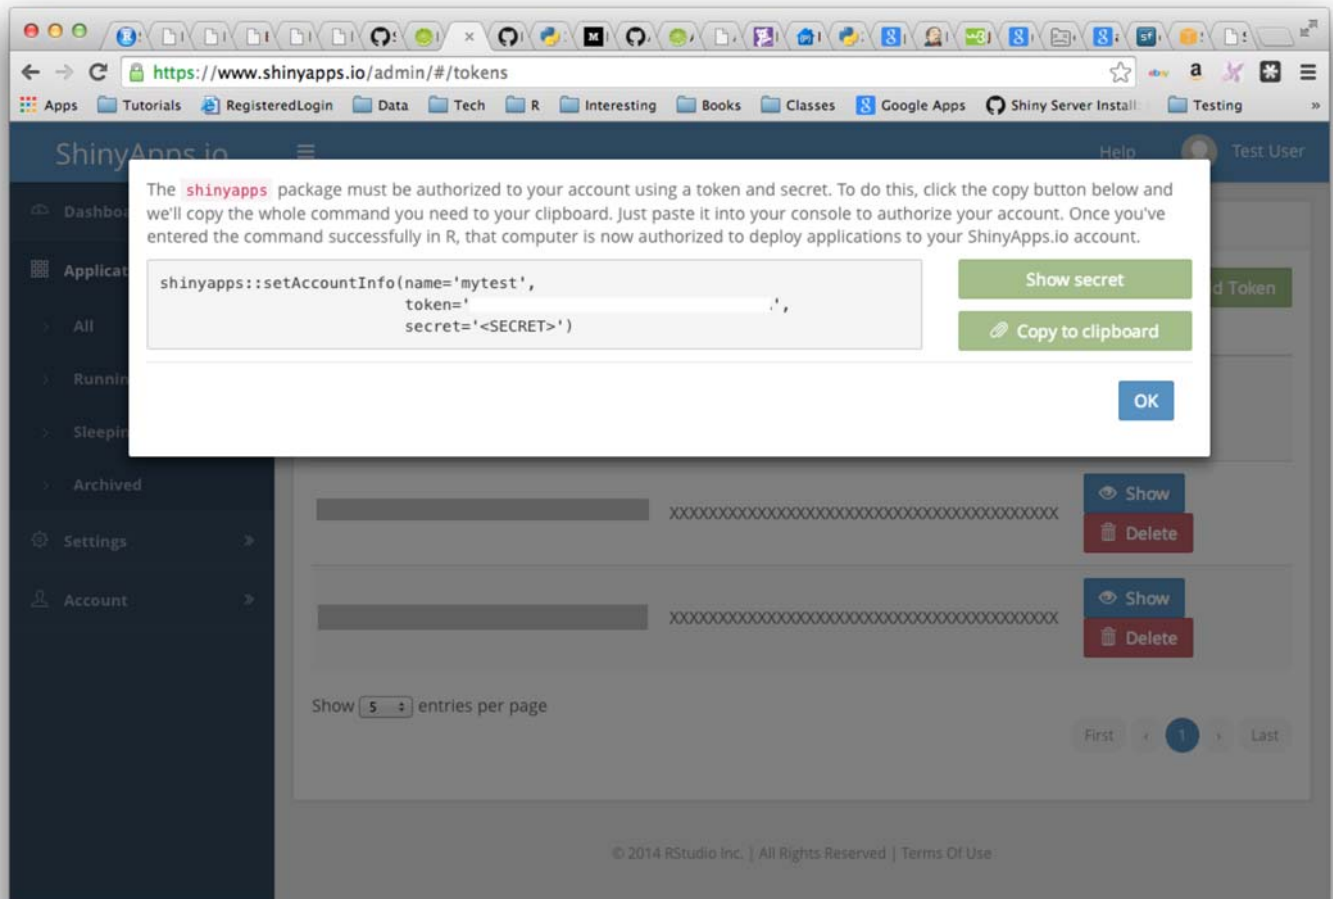 https://www.shinyapps.io/admin/#/tokens
Apps Tutorials RegisteredLogin Data Tech R Interesting Books Classes Google Apps Shiny Server Install Testing »
ShinyApps.io Help Test User
The shinyapps package must be authorized to your account using a token and secret. To do this, click the copy button below and
we'll copy the whole command you need to your clipboard. Just paste it into your console to authorize your account. Once you've
entered the command successfully in R, that computer is now authorized to deploy applications to your ShinyApps.io account.
shinyapps::setAccountInfo(name='mytest',
token=' ',
secret='<SECRET>')
Show secret
Copy to clipboard
OK
Token
All
Archived
Settings
Account
XXXXXXXXXXXXXXXXXXXXXXXXXXXXXXXXXXXXXXXX
Show
Delete
XXXXXXXXXXXXXXXXXXXXXXXXXXXXXXXXXXXXXXXX
Show
Delete
Show 5 entries per page
First ‹ 1 › Last
© 2014 RStudio Inc. | All Rights Reserved | Terms Of Use